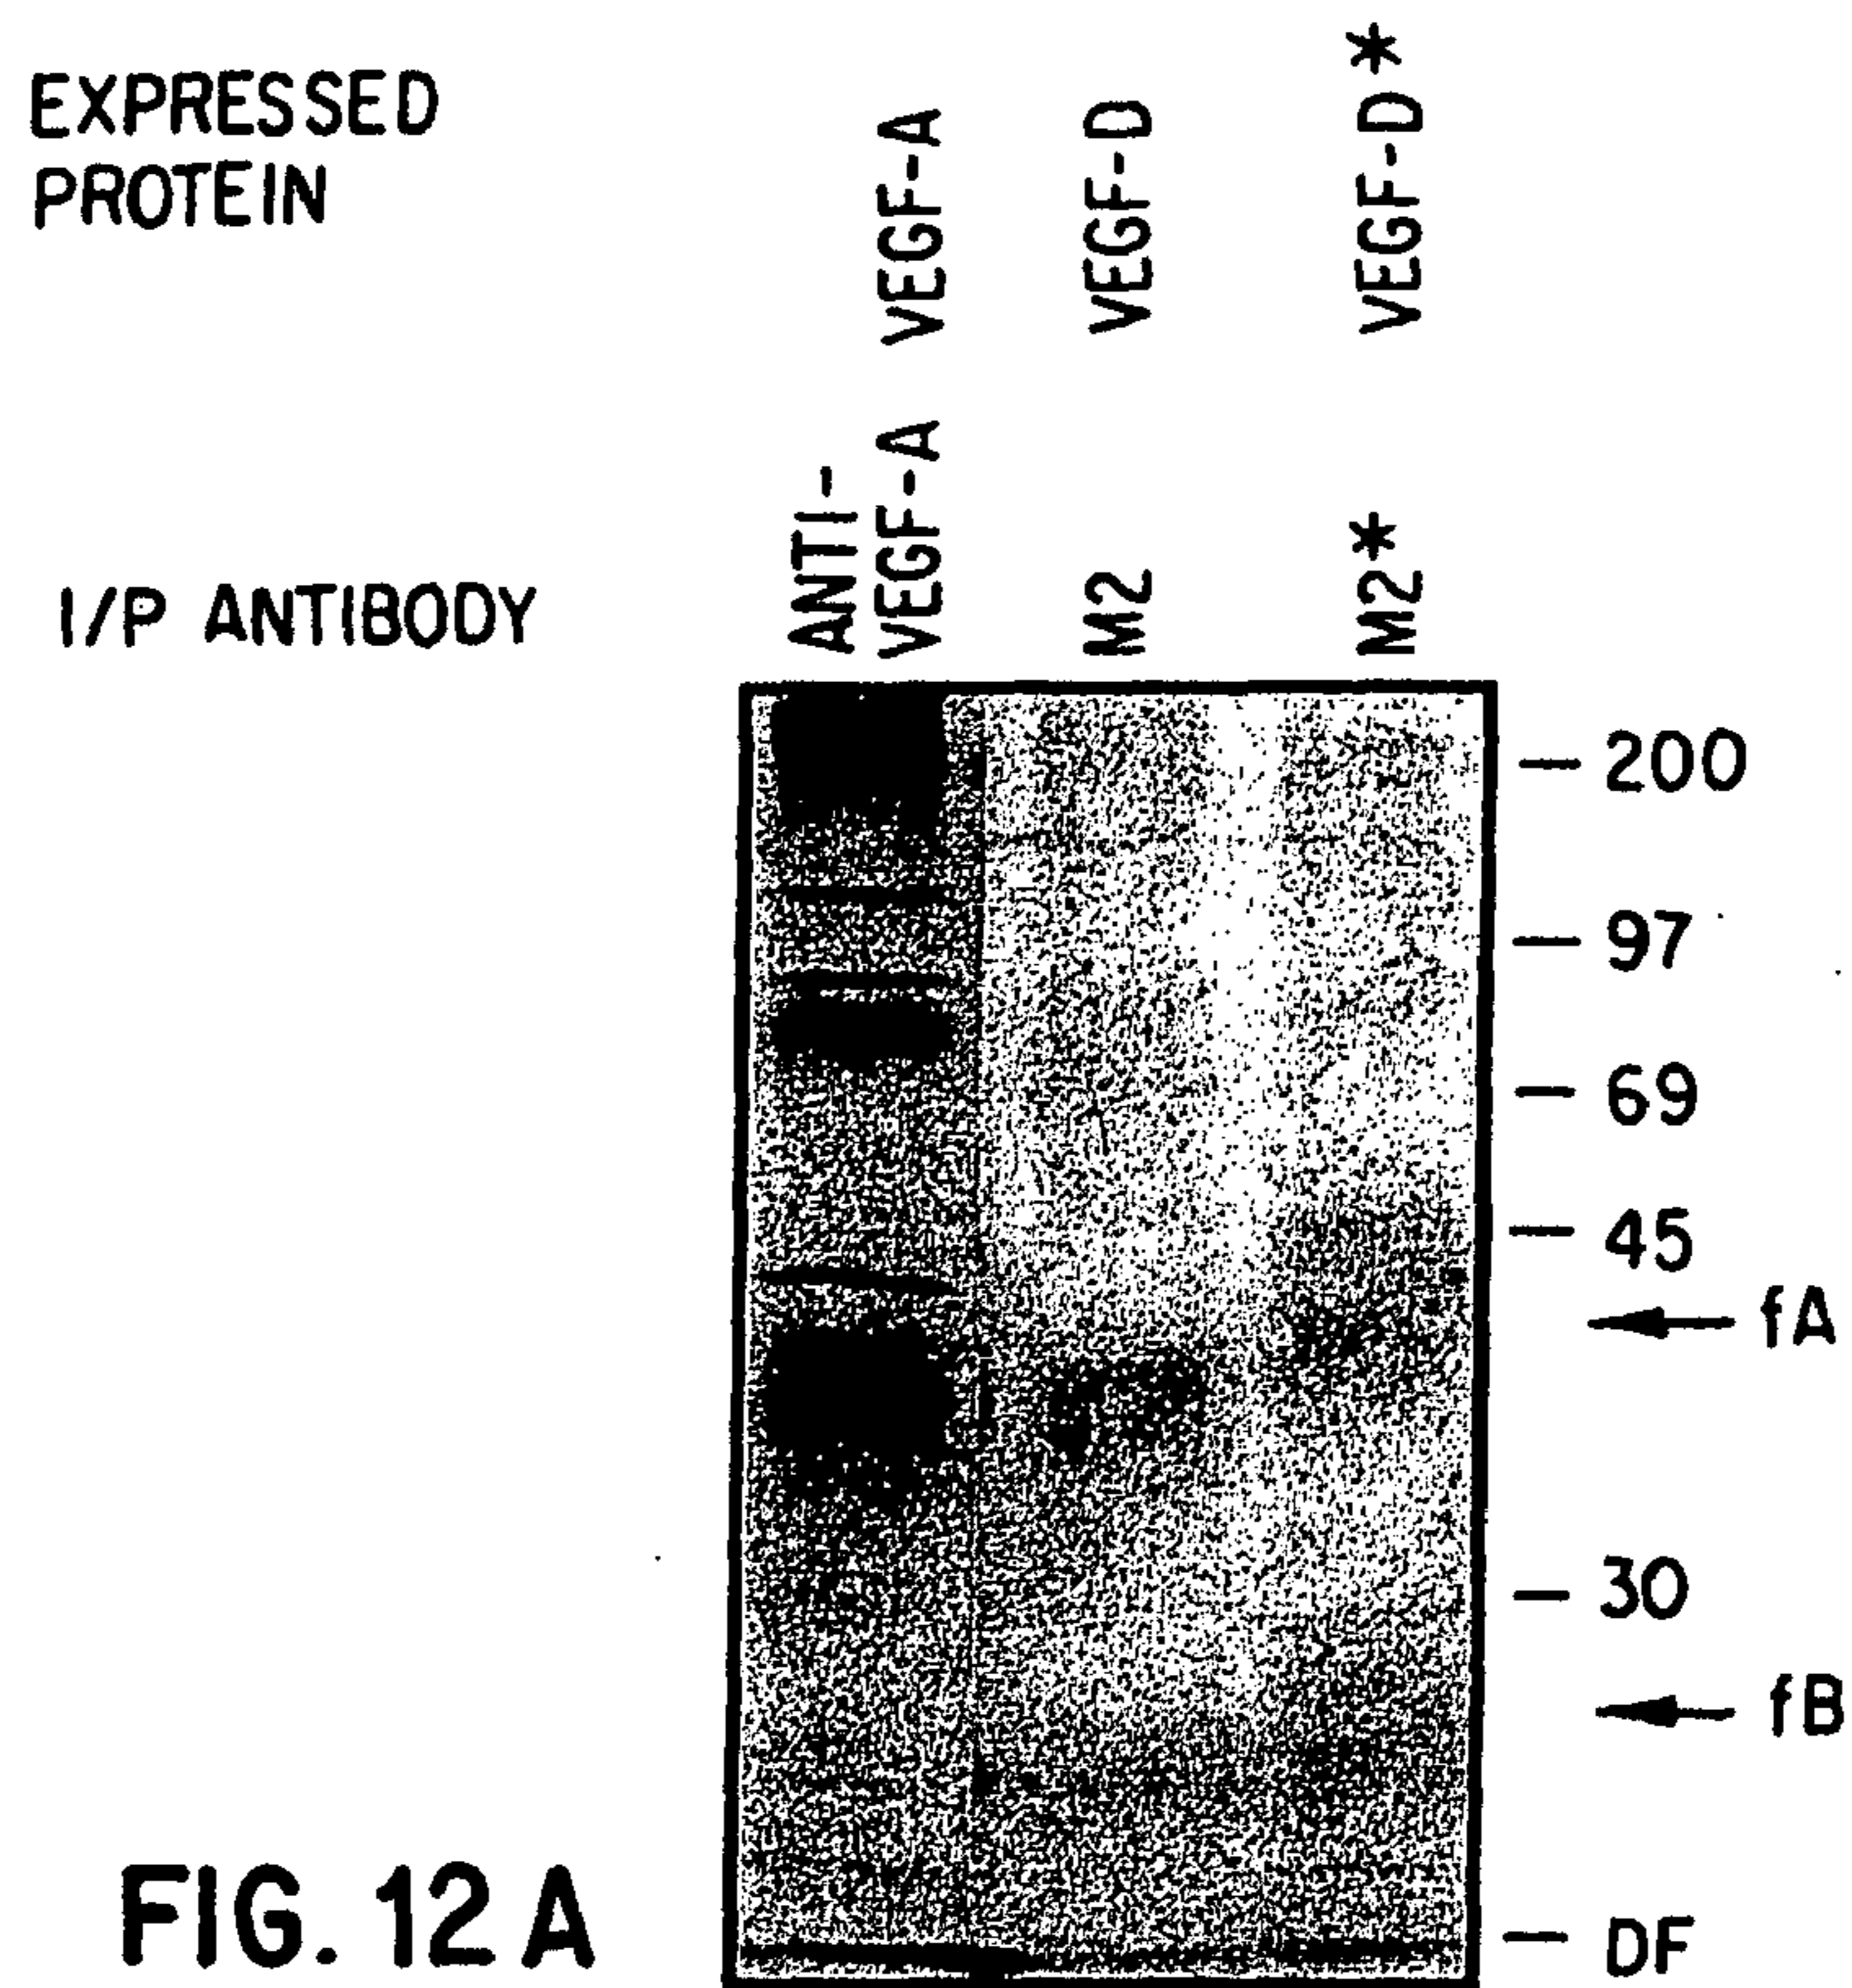 EXPRESSED
PROTEIN
VEGF-A
VEGF-D
VEGF-D*
I/P ANTIBODY
ANTI-
VEGF-A
M2
M2*
200
97
69
45
fA
30
fB
DF
FIG. 12A